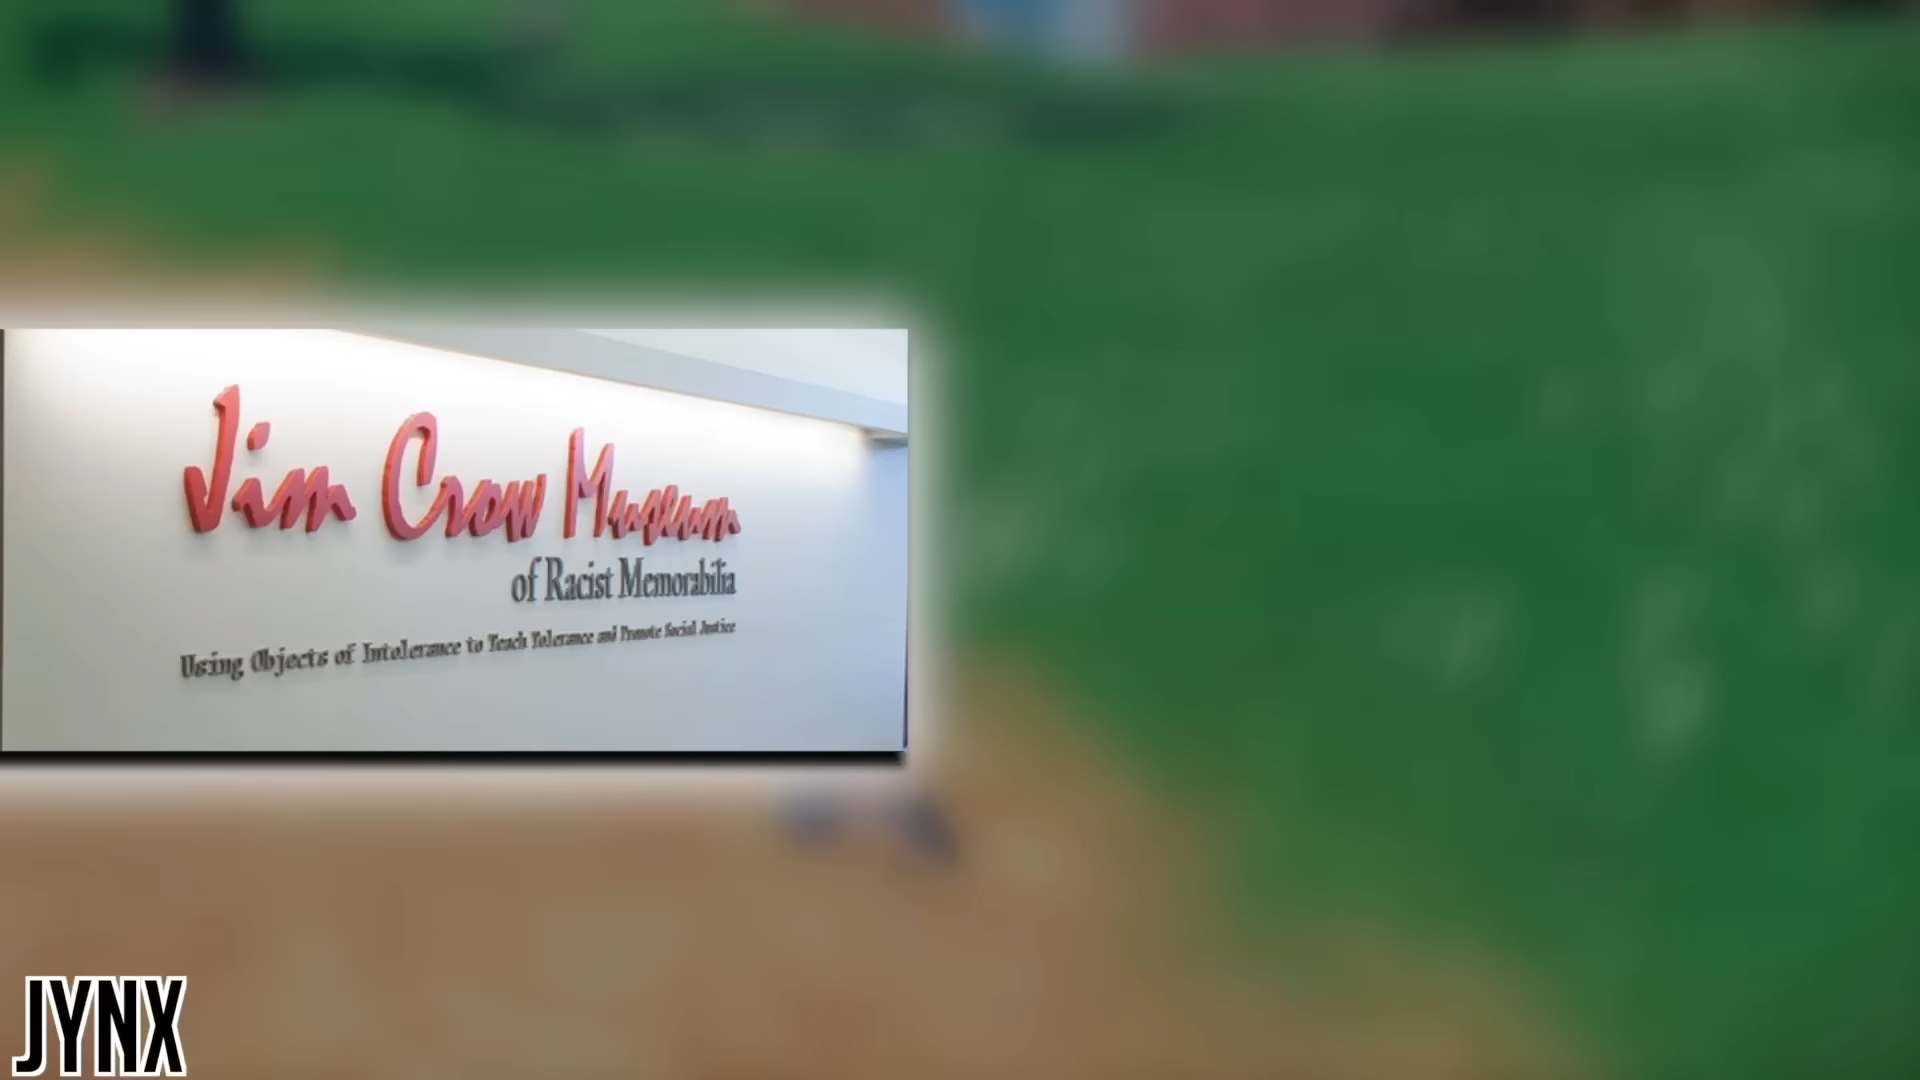 Jim Crow Museum
of Racist Memorabilia
Using Objects of Intolerance to Teach Tolerance and Promote Social Justice
JYNX